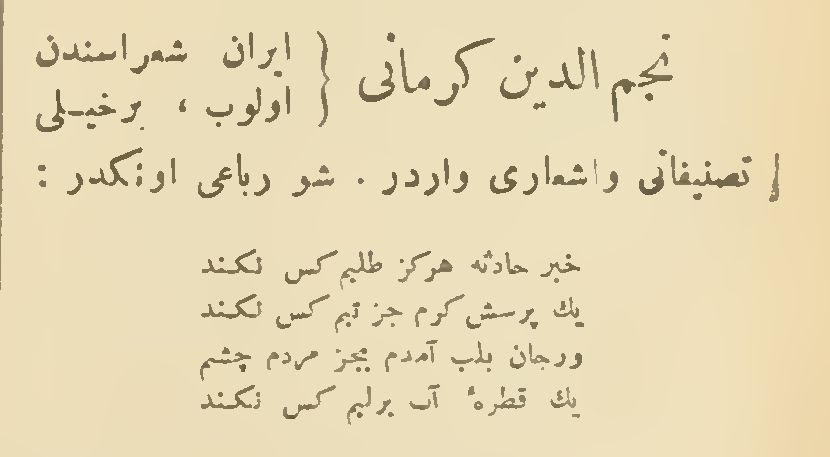 نجم الدین کرمانی { ایران شعراسندن
اولوب ، برخیلی
تصنیفاتی واشعاری واردر . شو رباعی اونکدر :
خبر حادثه هرکز طلبم کس نکند
یك پرسش کرم جز تبم کس نکند
ورجان بلب آمدم بجز مردم چشم
یك قطرهٔ آب برلبم کس نکند